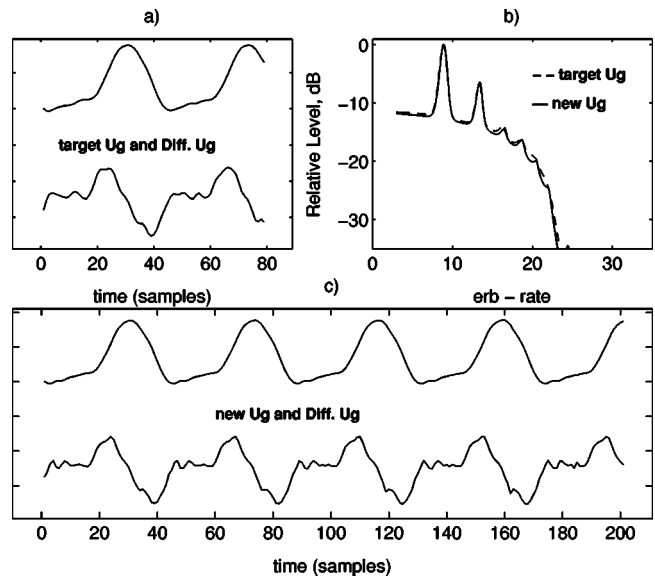 a)
b)
target Ug and Diff. Ug
0 20 40 60 80
time (samples)
Relative Level, dB
0
−10
−20
−30
target Ug
new Ug
0 10 20 30
erb − rate
c)
new Ug and Diff. Ug
0 20 40 60 80 100 120 140 160 180 200
time (samples)